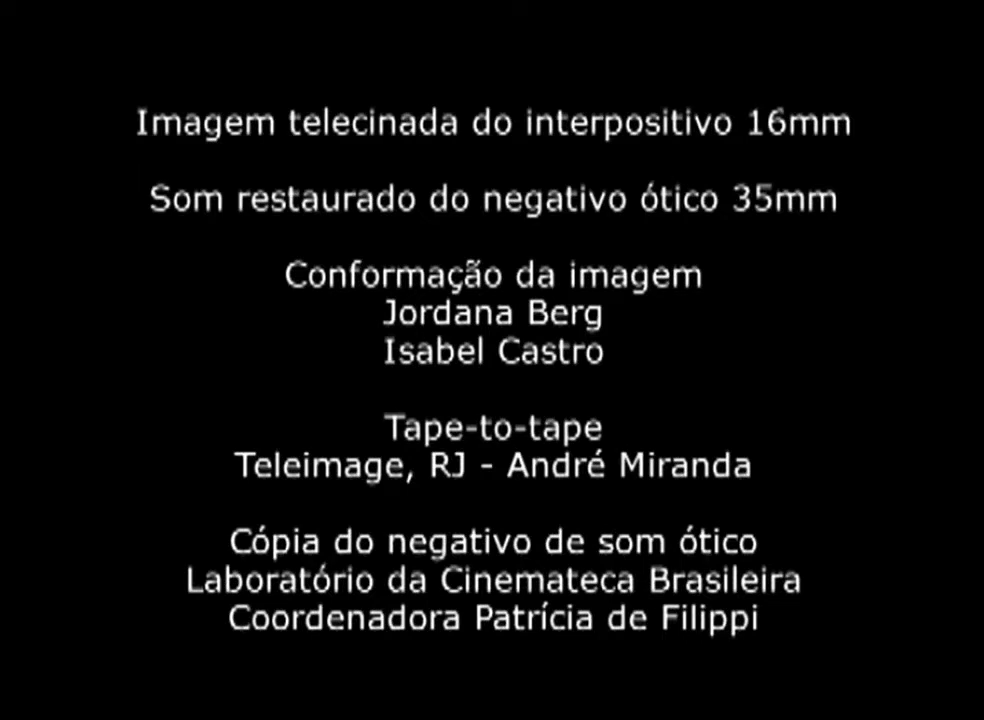 Imagem telecinada do interpositivo 16mm
Som restaurado do negativo ótico 35mm
Conformação da imagem
Jordana Berg
Isabel Castro
Tape-to-tape
Teleimage, RJ - André Miranda
Cópia do negativo de som ótico
Laboratório da Cinemateca Brasileira
Coordenadora Patrícia de Filippi